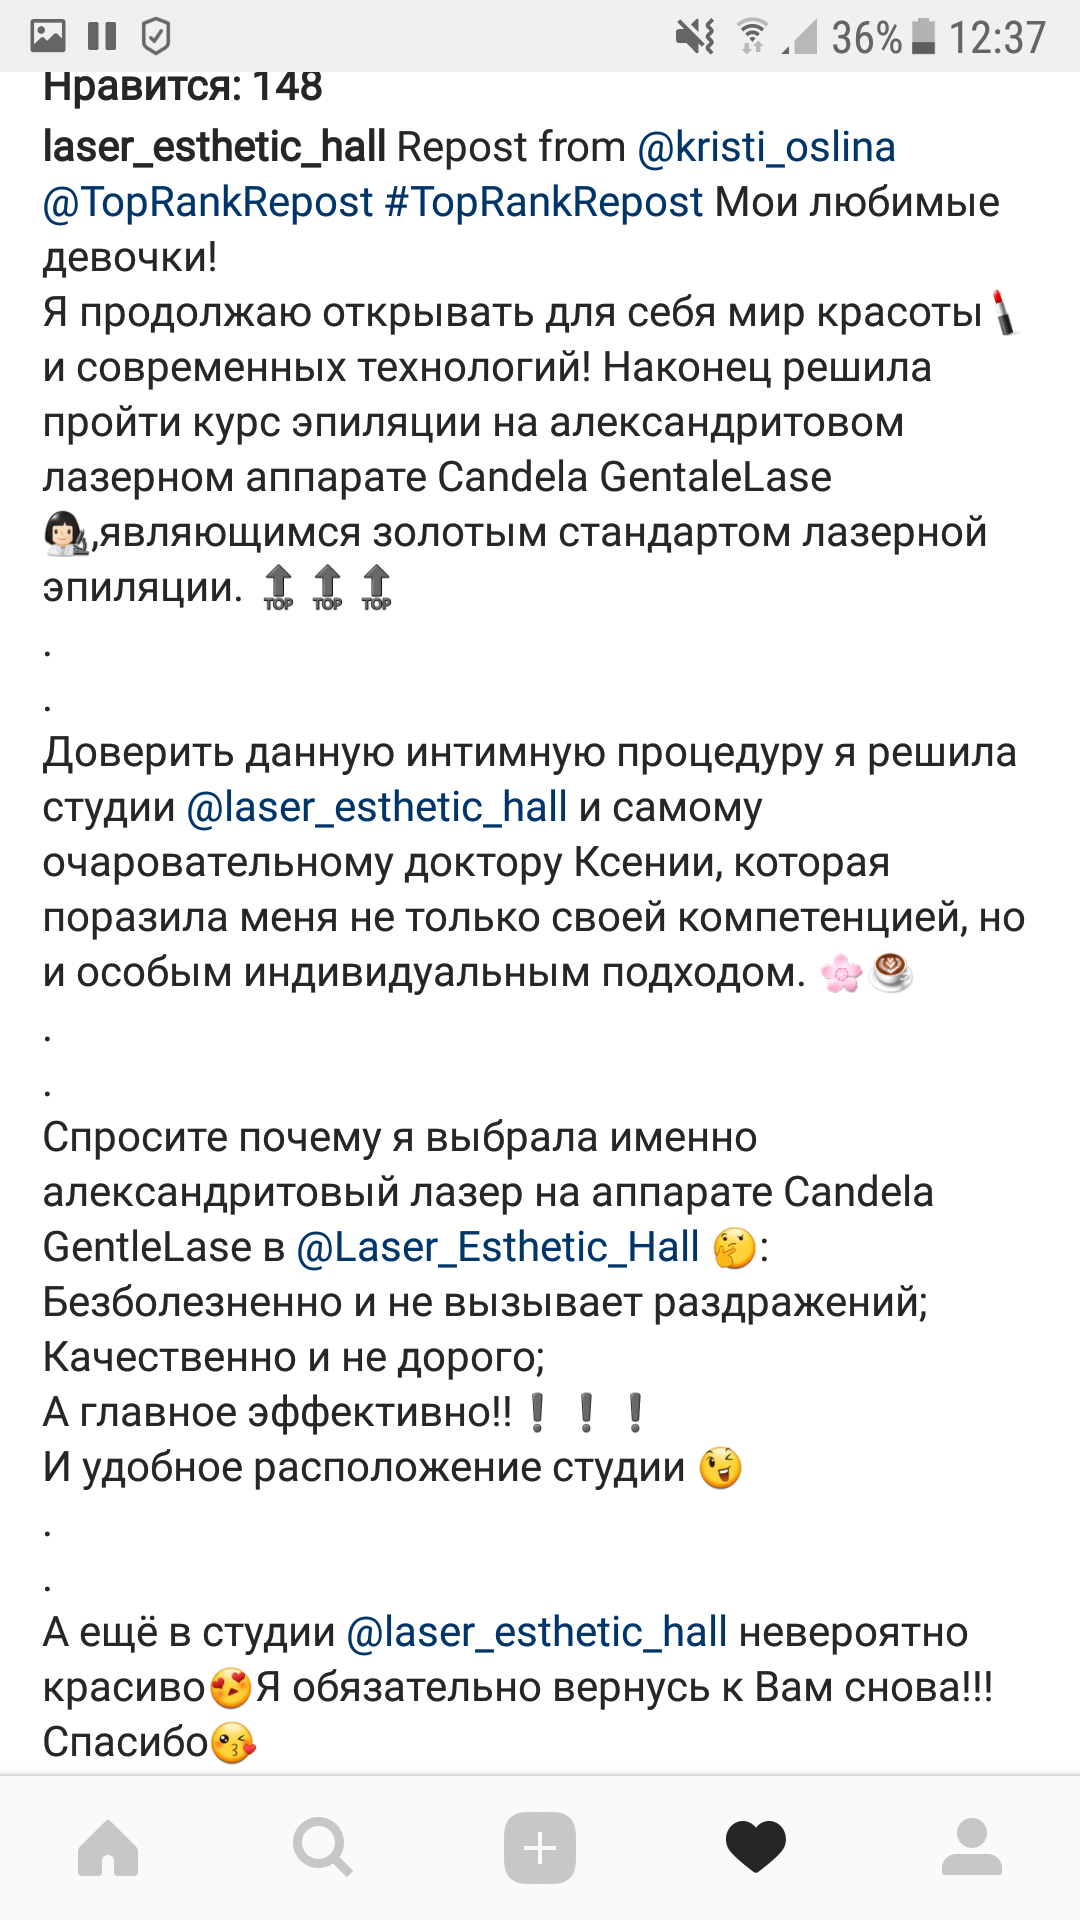 36% 12:37
Нравится: 148
laser_esthetic_hall Repost from @kristi_oslina
@TopRankRepost #TopRankRepost Мои любимые
девочки!
Я продолжаю открывать для себя мир красоты💄
и современных технологий! Наконец решила
пройти курс эпиляции на александритовом
лазерном аппарате Candela GentaleLase
👩🏻‍🔬,являющимся золотым стандартом лазерной
эпиляции. 🔝🔝🔝
.
.
Доверить данную интимную процедуру я решила
студии @laser_esthetic_hall и самому
очаровательному доктору Ксении, которая
поразила меня не только своей компетенцией, но
и особым индивидуальным подходом. 🌸☕
.
.
Спросите почему я выбрала именно
александритовый лазер на аппарате Candela
GentleLase в @Laser_Esthetic_Hall 🤔:
Безболезненно и не вызывает раздражений;
Качественно и не дорого;
А главное эффективно!!❗❗❗
И удобное расположение студии 😉
.
.
А ещё в студии @laser_esthetic_hall невероятно
красиво😍Я обязательно вернусь к Вам снова!!!
Спасибо😘